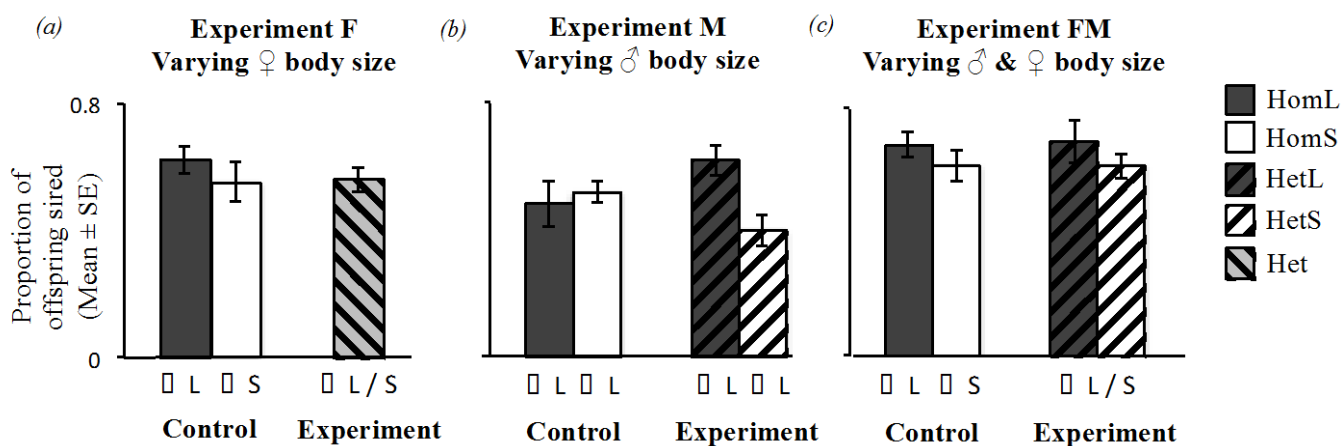 (a)
Experiment F
Varying ♀ body size
(b)
Experiment M
Varying ♂ body size
(c)
Experiment FM
Varying ♂ & ♀ body size
Proportion of
offspring sired
(Mean ± SE)
0.8
0
▯ L ▯ S
▯ L / S
Control
Experiment
▯ L ▯ L
▯ L ▯ L
Control
Experiment
▯ L ▯ S
▯ L / S
Control
Experiment
HomL
HomS
HetL
HetS
Het